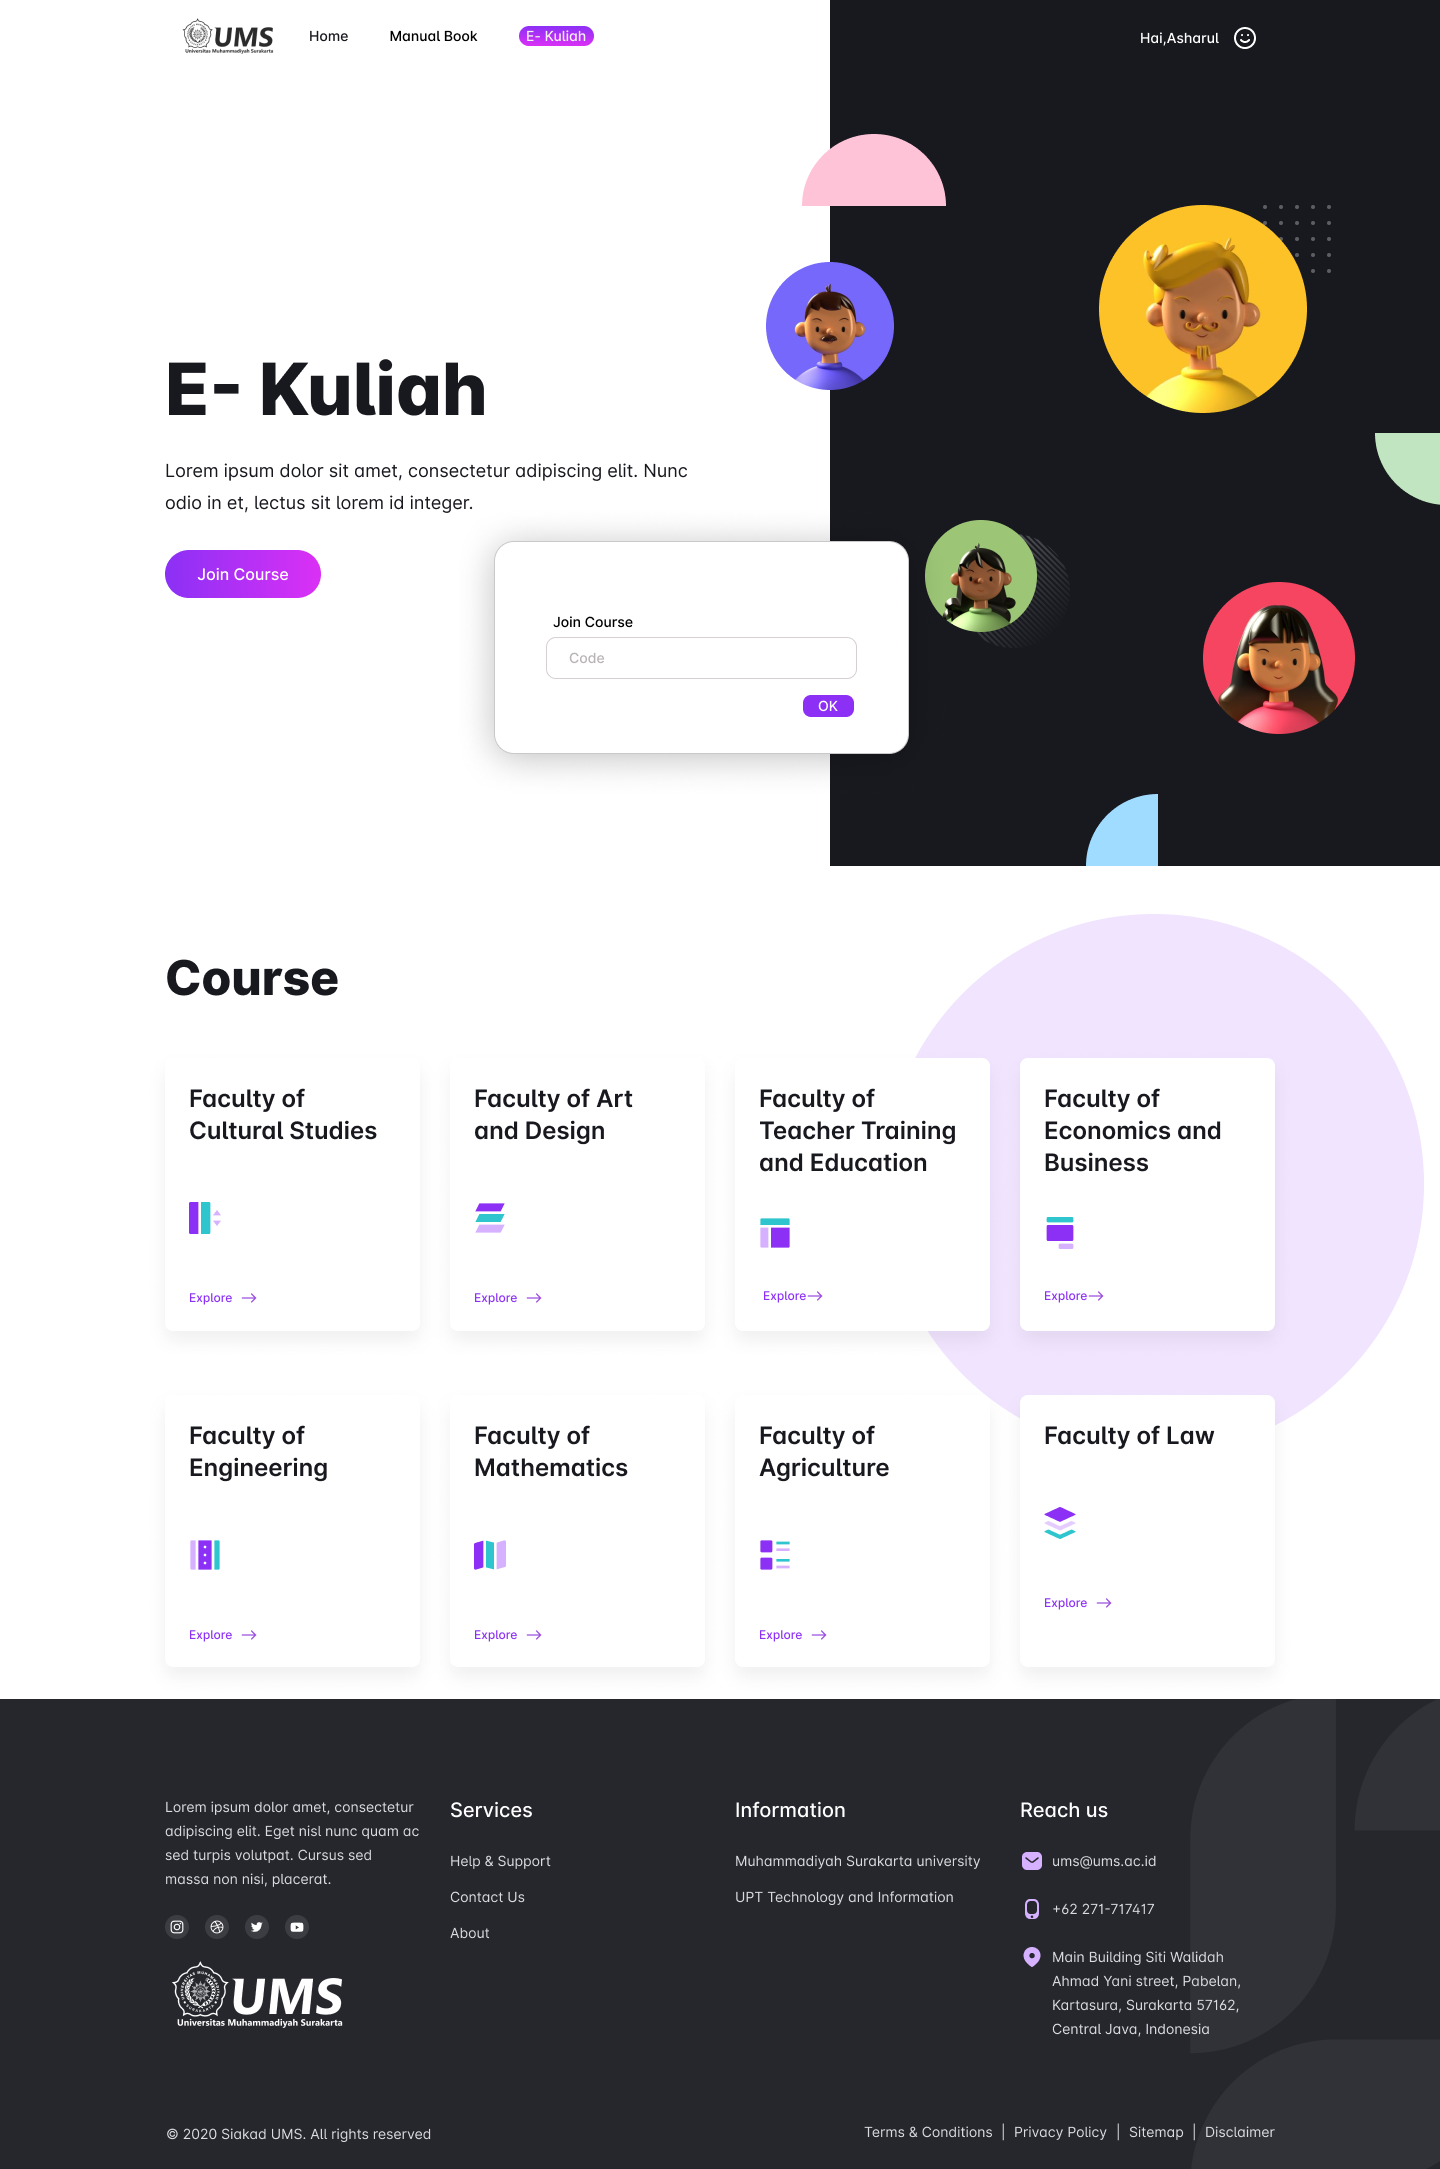 UMS
Universitas Muhammadiyah Surakarta
Home
Manual Book
E- Kuliah
Hai,Asharul
E- Kuliah
Lorem ipsum dolor sit amet, consectetur adipiscing elit. Nunc
odio in et, lectus sit lorem id integer.
Join Course
Join Course
Code
OK
Course
Faculty of
Cultural Studies
Explore
Faculty of Art
and Design
Explore
Faculty of
Teacher Training
and Education
Explore
Faculty of
Economics and
Business
Explore
Faculty of
Engineering
Explore
Faculty of
Mathematics
Explore
Faculty of
Agriculture
Explore
Faculty of Law
Explore
Lorem ipsum dolor amet, consectetur
adipiscing elit. Eget nisl nunc quam ac
sed turpis volutpat. Cursus sed
massa non nisi, placerat.
UMS
Universitas Muhammadiyah Surakarta
Services
Help & Support
Contact Us
About
Information
Muhammadiyah Surakarta university
UPT Technology and Information
Reach us
ums@ums.ac.id
+62 271-717417
Main Building Siti Walidah
Ahmad Yani street, Pabelan,
Kartasura, Surakarta 57162,
Central Java, Indonesia
© 2020 Siakad UMS. All rights reserved
Terms & Conditions | Privacy Policy | Sitemap | Disclaimer